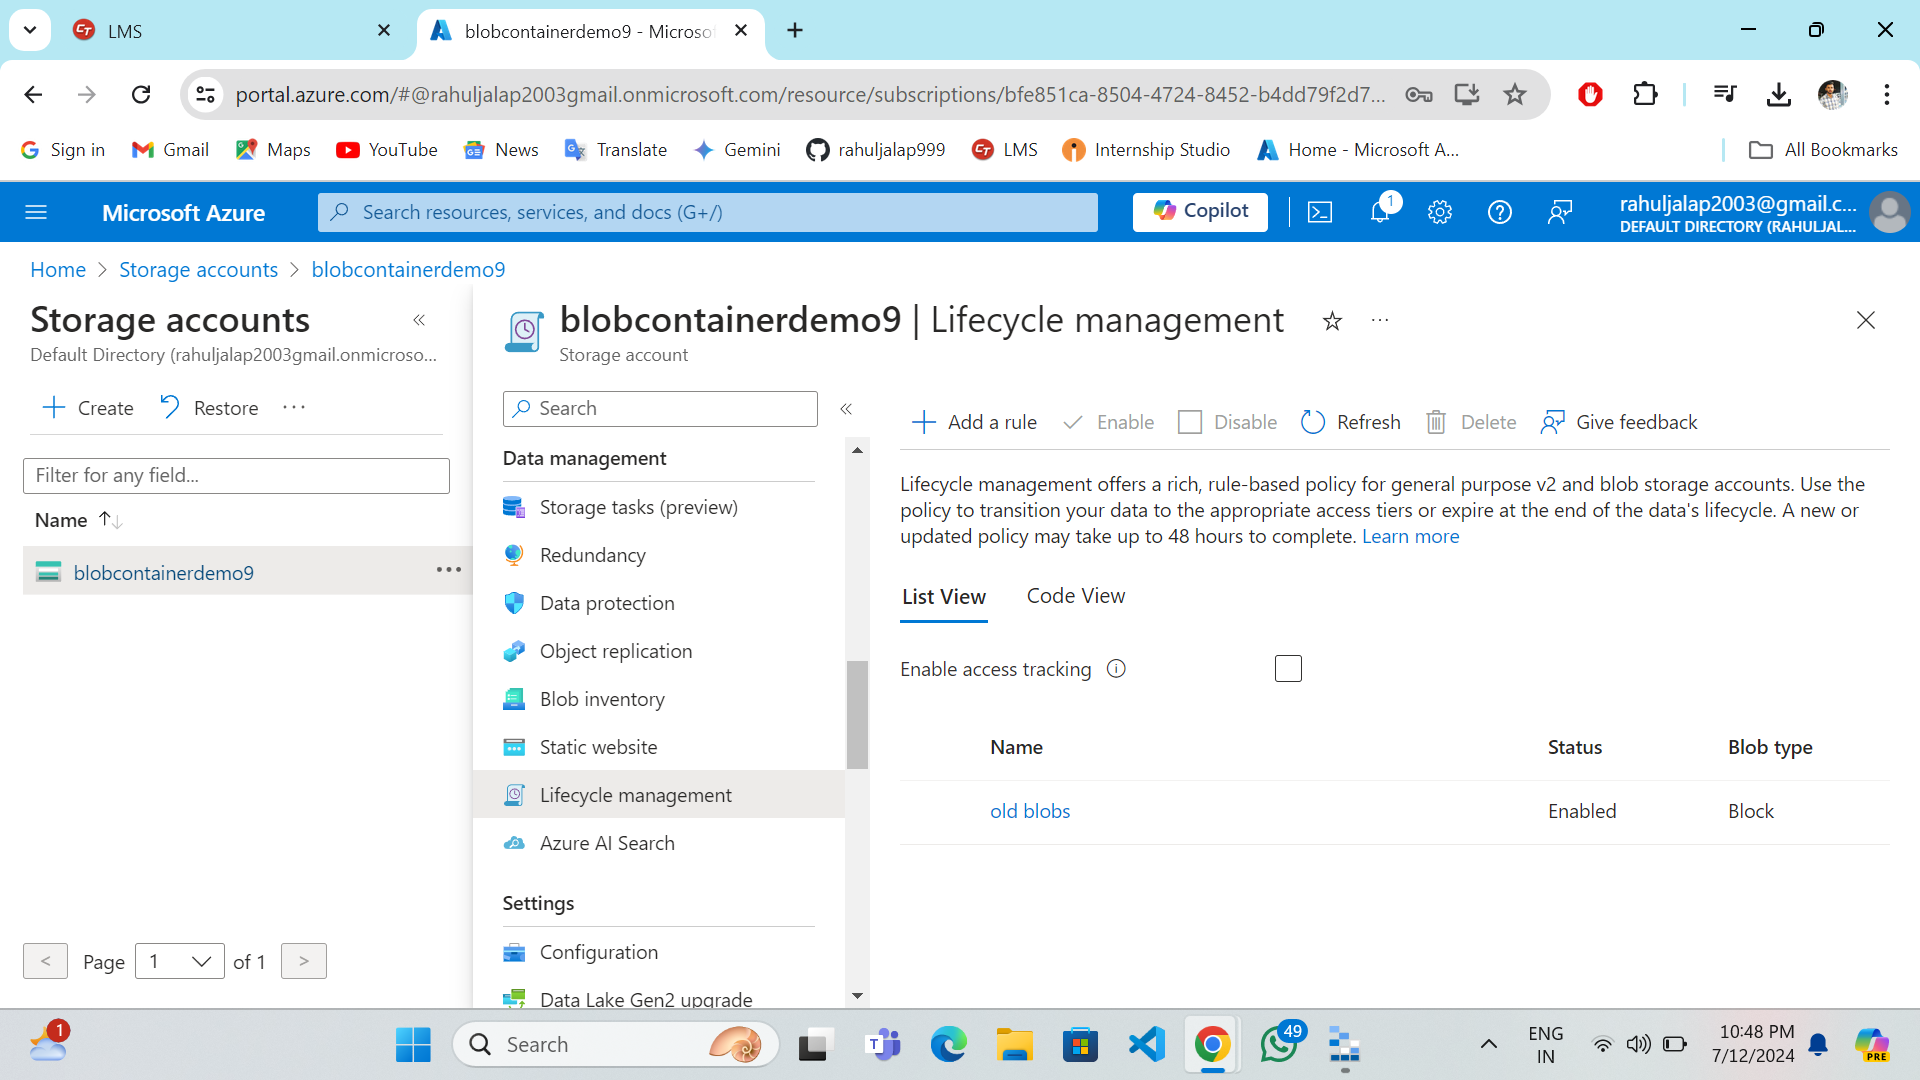 LMS
blobcontainerdemo9 - Microsof
portal.azure.com/#@rahuljalap2003gmail.onmicrosoft.com/resource/subscriptions/bfe851ca-8504-4724-8452-b4dd79f2d7...
Sign in Gmail Maps YouTube News Translate Gemini rahuljalap999 LMS Internship Studio Home - Microsoft A... All Bookmarks
Microsoft Azure
Search resources, services, and docs (G+/)
Copilot
1
rahuljalap2003@gmail.c...
DEFAULT DIRECTORY (RAHULJAL...
Home > Storage accounts > blobcontainerdemo9
Storage accounts
Default Directory (rahuljalap2003gmail.onmicroso...
Create Restore ...
Filter for any field...
Name
blobcontainerdemo9
< Page 1 of 1 >
blobcontainerdemo9 | Lifecycle management
Storage account
Search
Data management
Storage tasks (preview)
Redundancy
Data protection
Object replication
Blob inventory
Static website
Lifecycle management
Azure AI Search
Settings
Configuration
Data Lake Gen2 upgrade
Add a rule Enable Disable Refresh Delete Give feedback
Lifecycle management offers a rich, rule-based policy for general purpose v2 and blob storage accounts. Use the
policy to transition your data to the appropriate access tiers or expire at the end of the data's lifecycle. A new or
updated policy may take up to 48 hours to complete. Learn more
List View Code View
Enable access tracking
Name Status Blob type
old blobs Enabled Block
1
Search
T
49
ENG
IN
10:48 PM
7/12/2024
PRE